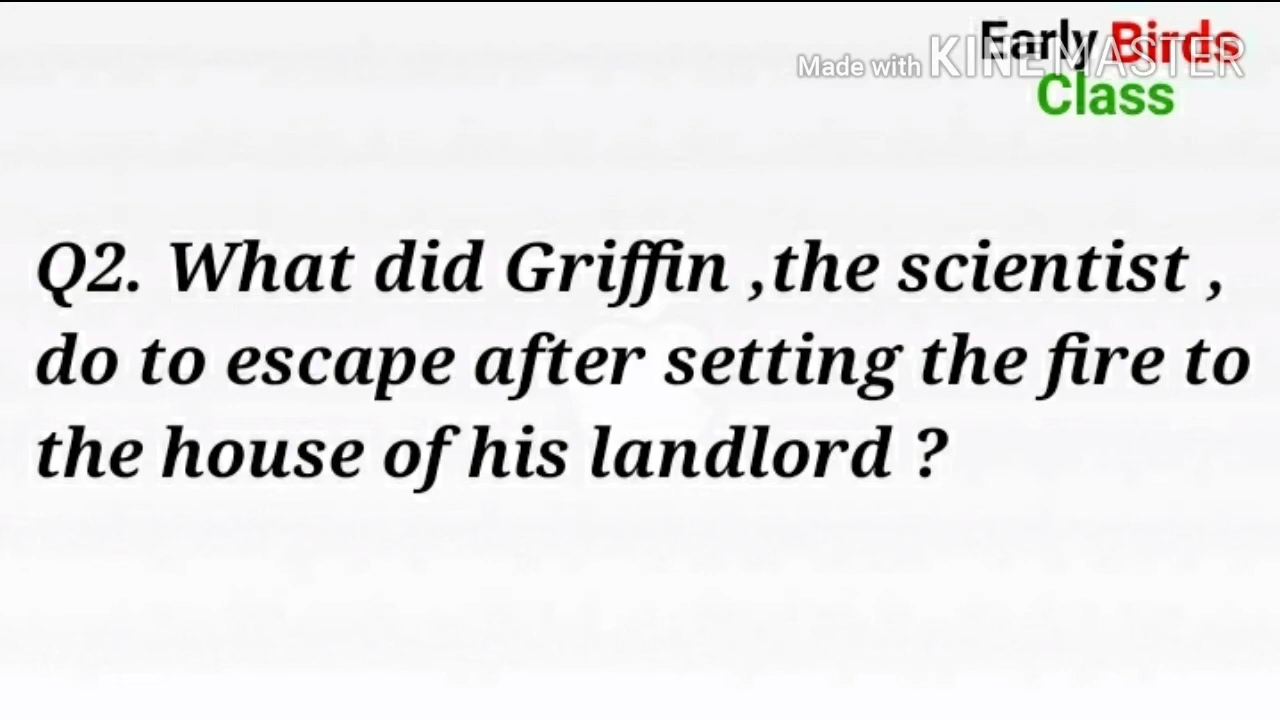 Early Birds
Made with KINEMASTER
Class
Q2. What did Griffin ,the scientist ,
do to escape after setting the fire to
the house of his landlord ?